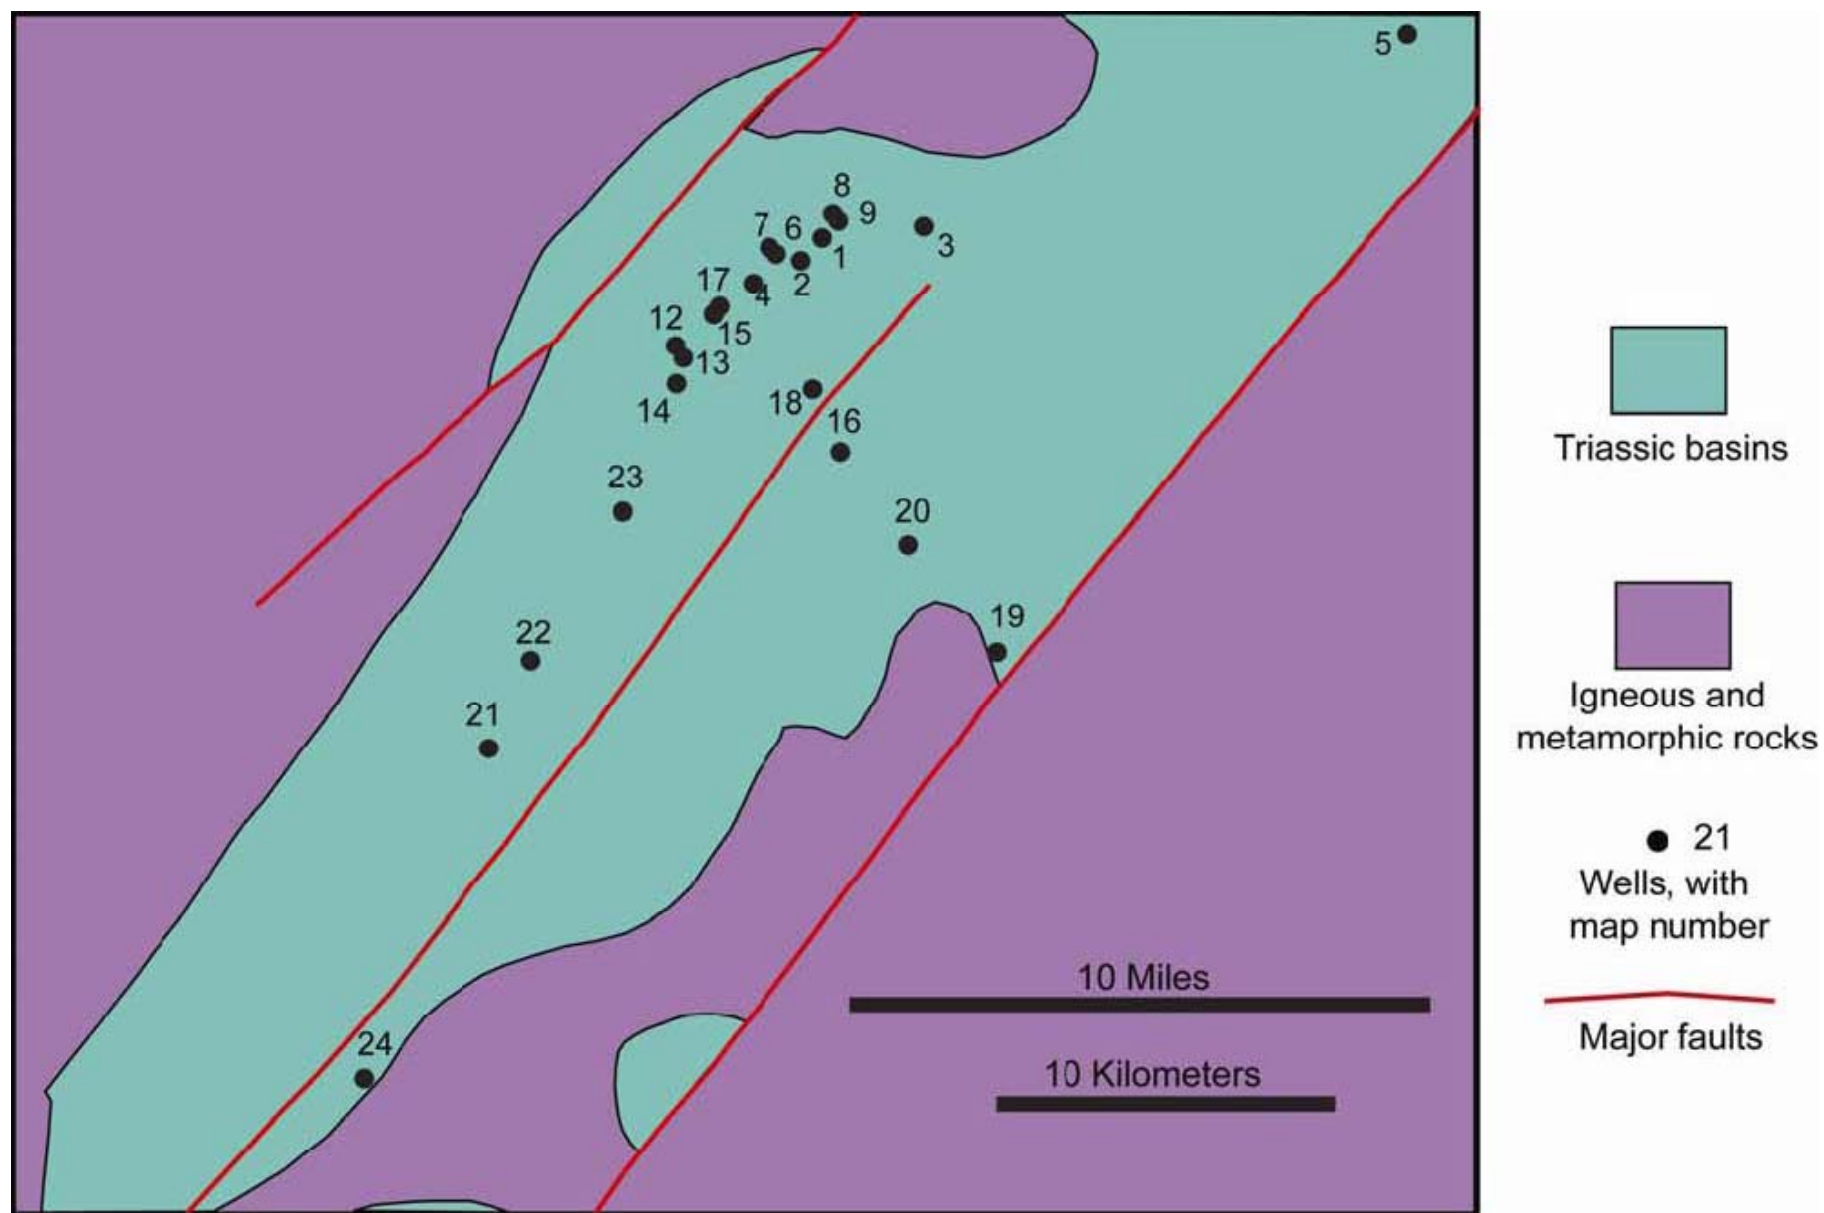 5
8
9
7
6
3
1
2
17
4
12
15
13
14
18
16
23
20
19
22
21
24
10 Miles
10 Kilometers
Triassic basins
Igneous and
metamorphic rocks
21
Wells, with
map number
Major faults